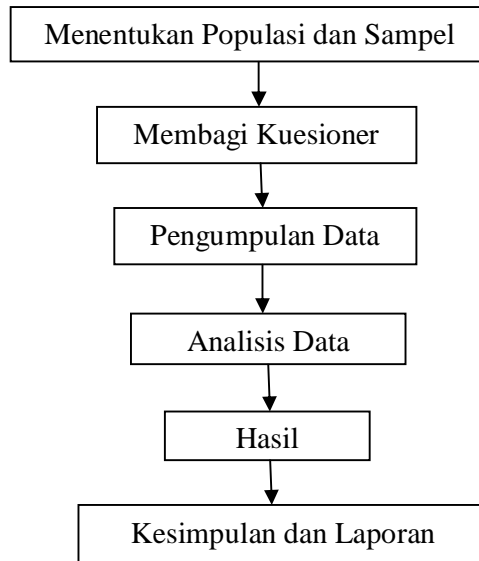 Menentukan Populasi dan Sampel
Membagi Kuesioner
Pengumpulan Data
Analisis Data
Hasil
Kesimpulan dan Laporan